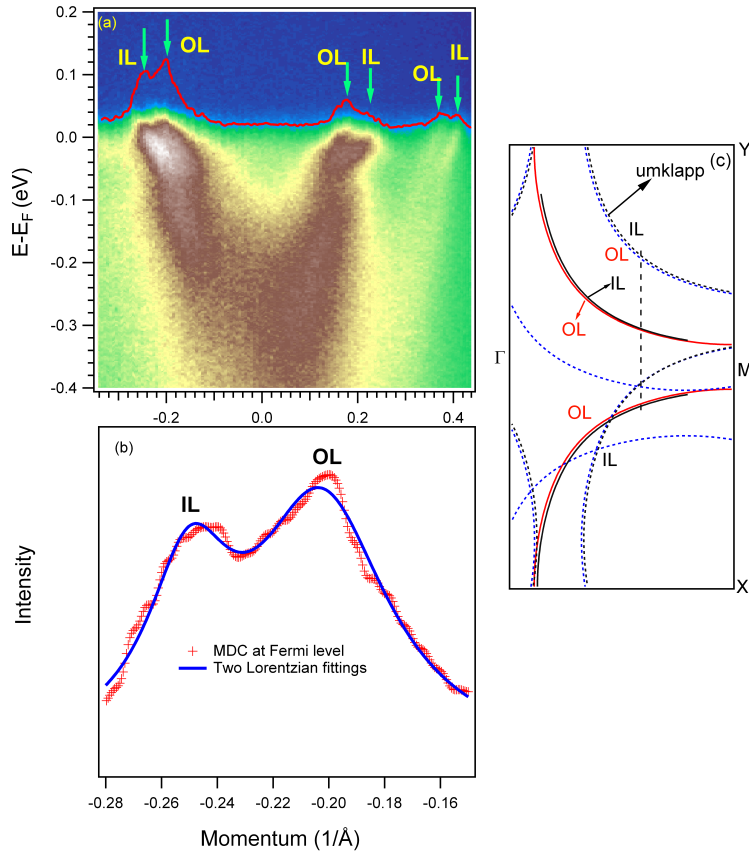 (a)
IL
OL
OL
IL
OL
IL
0.2
0.1
0.0
-0.1
-0.2
-0.3
-0.4
E-E_F (eV)
-0.2
0.0
0.2
0.4
(b)
IL
OL
Intensity
MDC at Fermi level
Two Lorentzian fittings
-0.28
-0.26
-0.24
-0.22
-0.20
-0.18
-0.16
Momentum (1/Å)
(c)
Y
umklapp
IL
OL
IL
OL
Γ
M
OL
IL
X